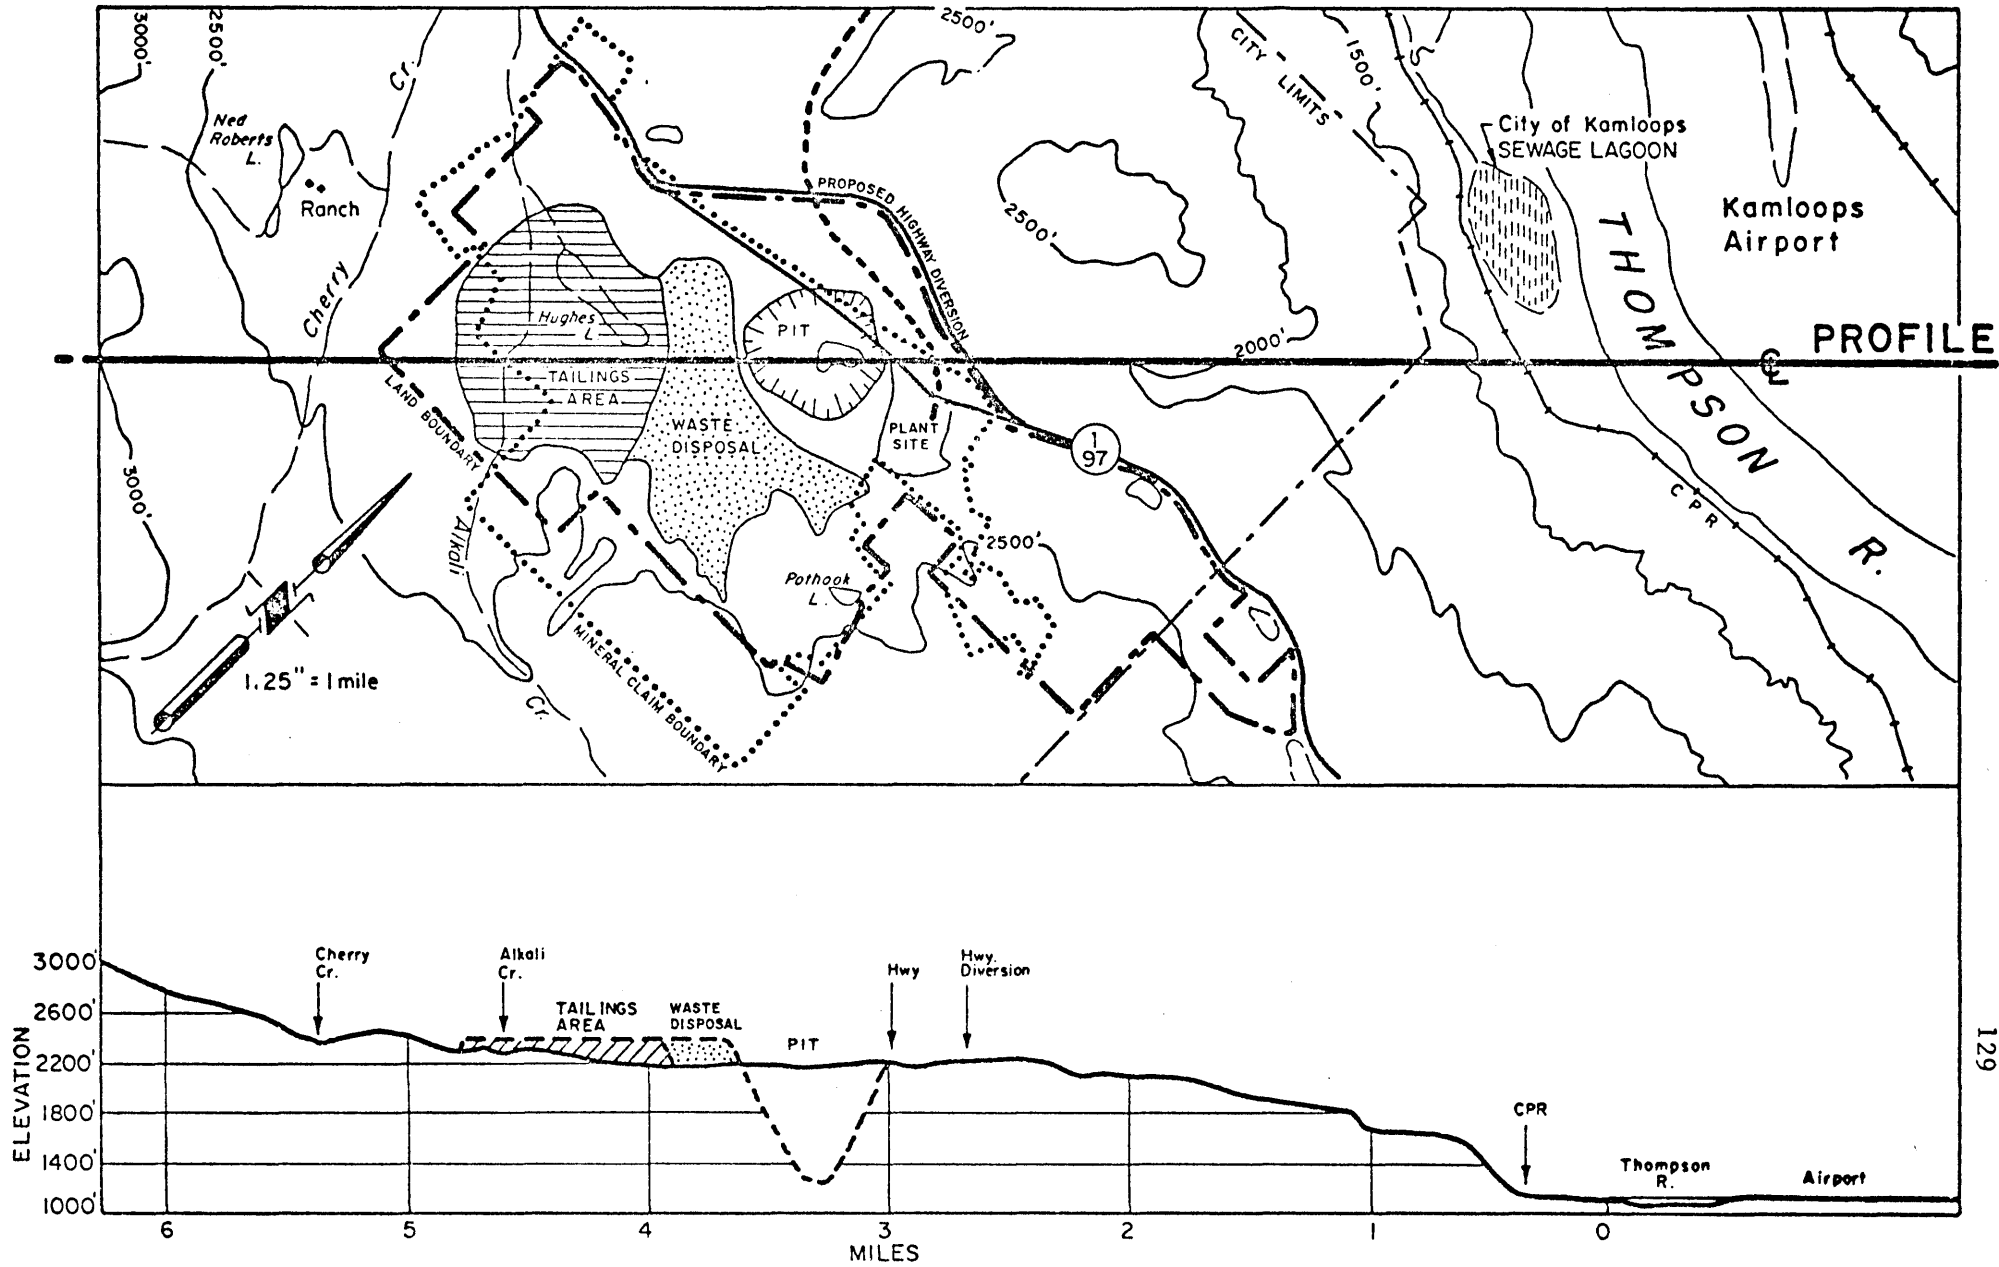 3000'
2500'
2500'
CITY LIMITS
1500'
Cr.
Ned
Roberts
L.
Ranch
City of Kamloops
SEWAGE LAGOON
Kamloops
Airport
PROPOSED HIGHWAY DIVERSION
2500'
THOMPSON R.
Cherry
Hughes
L.
PIT
2000'
PROFILE
℄
TAILINGS
AREA
LAND BOUNDARY
WASTE
DISPOSAL
PLANT
SITE
1
97
3000'
CPR
Alkali
2500'
Pothook
L.
1.25" = 1 mile
MINERAL CLAIM BOUNDARY
Cr.
129
ELEVATION
3000'
2600'
2200'
1800'
1400'
1000'
Cherry
Cr.
Alkali
Cr.
TAILINGS
AREA
WASTE
DISPOSAL
PIT
Hwy
Hwy.
Diversion
CPR
Thompson
R.
Airport
6
5
4
3
2
1
0
MILES